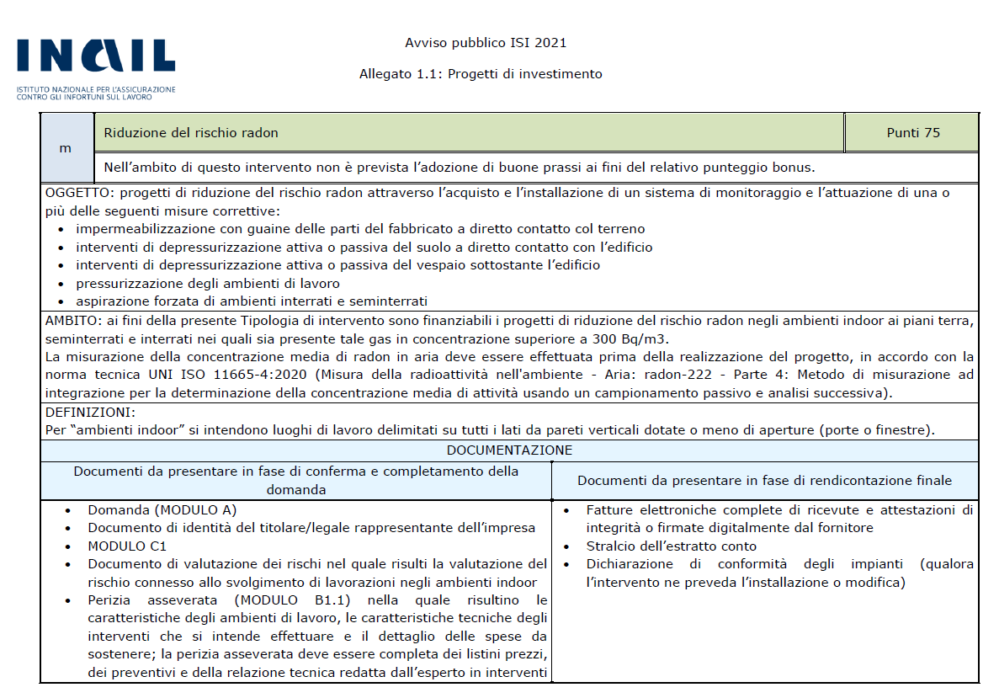 INAIL
ISTITUTO NAZIONALE PER L'ASSICURAZIONE
CONTRO GLI INFORTUNI SUL LAVORO
Avviso pubblico ISI 2021
Allegato 1.1: Progetti di investimento
m
Riduzione del rischio radon
Punti 75
Nell’ambito di questo intervento non è prevista l’adozione di buone prassi ai fini del relativo punteggio bonus.
OGGETTO: progetti di riduzione del rischio radon attraverso l’acquisto e l’installazione di un sistema di monitoraggio e l’attuazione di una o
più delle seguenti misure correttive:
• impermeabilizzazione con guaine delle parti del fabbricato a diretto contatto col terreno
• interventi di depressurizzazione attiva o passiva del suolo a diretto contatto con l’edificio
• interventi di depressurizzazione attiva o passiva del vespaio sottostante l’edificio
• pressurizzazione degli ambienti di lavoro
• aspirazione forzata di ambienti interrati e seminterrati
AMBITO: ai fini della presente Tipologia di intervento sono finanziabili i progetti di riduzione del rischio radon negli ambienti indoor ai piani terra,
seminterrati e interrati nei quali sia presente tale gas in concentrazione superiore a 300 Bq/m3.
La misurazione della concentrazione media di radon in aria deve essere effettuata prima della realizzazione del progetto, in accordo con la
norma tecnica UNI ISO 11665-4:2020 (Misura della radioattività nell'ambiente - Aria: radon-222 - Parte 4: Metodo di misurazione ad
integrazione per la determinazione della concentrazione media di attività usando un campionamento passivo e analisi successiva).
DEFINIZIONI:
Per “ambienti indoor” si intendono luoghi di lavoro delimitati su tutti i lati da pareti verticali dotate o meno di aperture (porte o finestre).
DOCUMENTAZIONE
Documenti da presentare in fase di conferma e completamento della
domanda
Documenti da presentare in fase di rendicontazione finale
• Domanda (MODULO A)
• Documento di identità del titolare/legale rappresentante dell’impresa
• MODULO C1
• Documento di valutazione dei rischi nel quale risulti la valutazione del
rischio connesso allo svolgimento di lavorazioni negli ambienti indoor
• Perizia asseverata (MODULO B1.1) nella quale risultino le
caratteristiche degli ambienti di lavoro, le caratteristiche tecniche degli
interventi che si intende effettuare e il dettaglio delle spese da
sostenere; la perizia asseverata deve essere completa dei listini prezzi,
dei preventivi e della relazione tecnica redatta dall’esperto in interventi
• Fatture elettroniche complete di ricevute e attestazioni di
integrità o firmate digitalmente dal fornitore
• Stralcio dell’estratto conto
• Dichiarazione di conformità degli impianti (qualora
l’intervento ne preveda l’installazione o modifica)